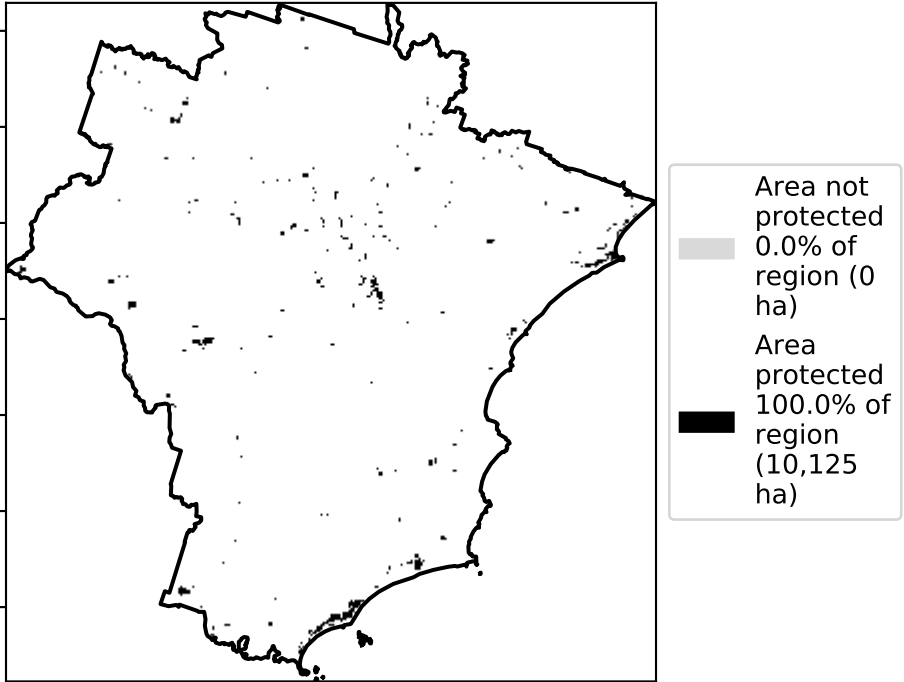 Area not
protected
0.0% of
region (0
ha)
Area
protected
100.0% of
region
(10,125
ha)